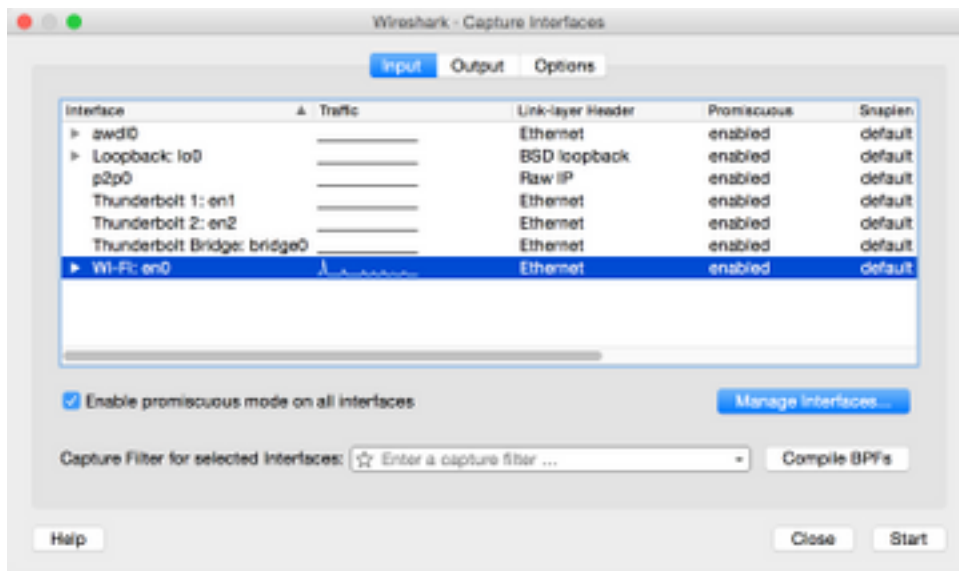 Wireshark - Capture Interfaces
Input Output Options
Interface Traffic Link-layer Header Promiscuous Snaplen
awdl0 Ethernet enabled default
Loopback: lo0 BSD loopback enabled default
p2p0 Raw IP enabled default
Thunderbolt 1: en1 Ethernet enabled default
Thunderbolt 2: en2 Ethernet enabled default
Thunderbolt Bridge: bridge0 Ethernet enabled default
Wi-Fi: en0 Ethernet enabled default
Enable promiscuous mode on all interfaces Manage Interfaces...
Capture Filter for selected Interfaces: Enter a capture filter ... Compile BPFs
Help Close Start